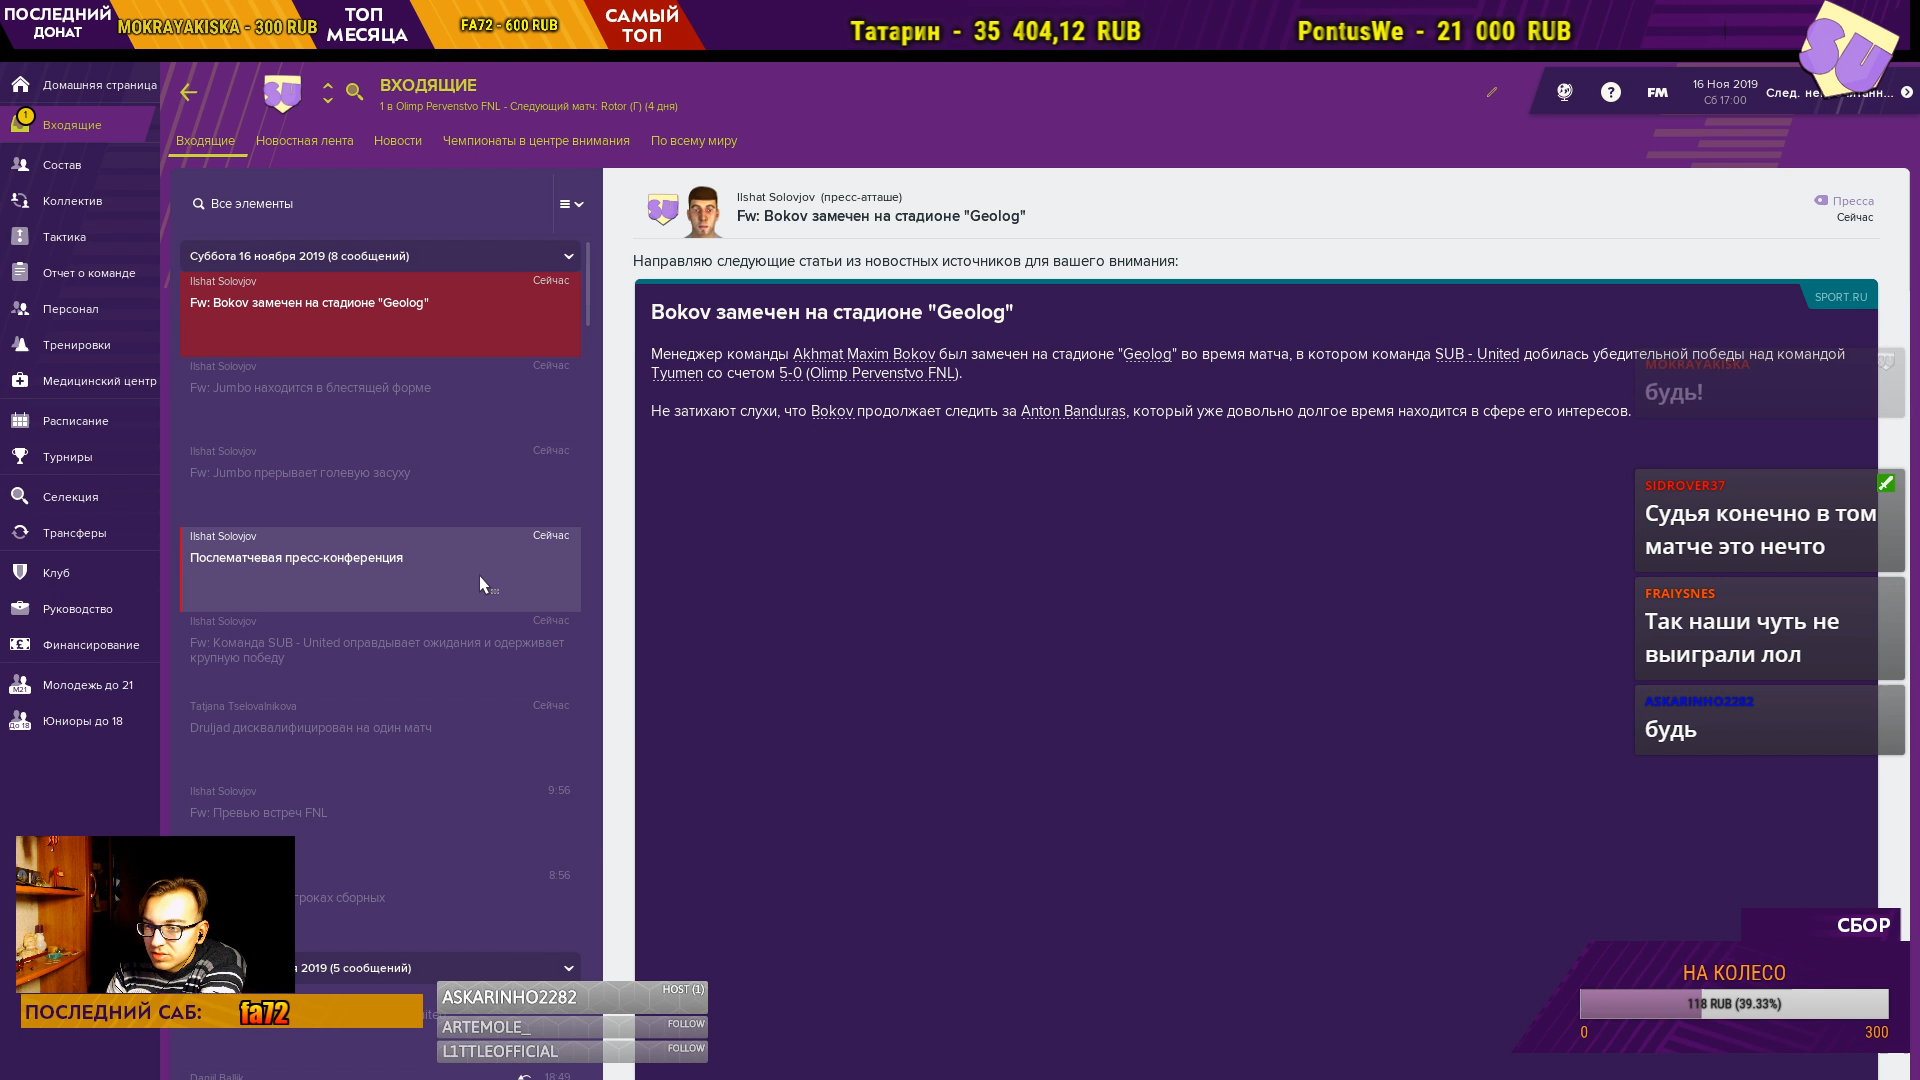 ПОСЛЕДНИЙ ДОНАТ
MOKRAYAKISKA - 300 RUB
ТОП МЕСЯЦА
FA72 - 600 RUB
САМЫЙ ТОП
Татарин - 35 404,12 RUB
PontusWe - 21 000 RUB
SU
Домашняя страница
Входящие
1
Состав
Коллектив
Тактика
Отчет о команде
Персонал
Тренировки
Медицинский центр
Расписание
Турниры
Селекция
Трансферы
Клуб
Руководство
Финансирование
Молодежь до 21
Юниоры до 18
ВХОДЯЩИЕ
1 в Olimp Pervenstvo FNL - Следующий матч: Rotor (Г) (4 дня)
FM
16 Ноя 2019
Сб 17:00
След.
Входящие
Новостная лента
Новости
Чемпионаты в центре внимания
По всему миру
Все элементы
Суббота 16 ноября 2019 (8 сообщений)
Ilshat Solovjov
Сейчас
Fw: Bokov замечен на стадионе "Geolog"
Ilshat Solovjov
Сейчас
Fw: Jumbo находится в блестящей форме
Ilshat Solovjov
Сейчас
Fw: Jumbo прерывает голевую засуху
Ilshat Solovjov
Сейчас
Послематчевая пресс-конференция
Ilshat Solovjov
Сейчас
Fw: Команда SUB - United оправдывает ожидания и одерживает
крупную победу
Tatjana Tselovalnikova
Сейчас
Druljad дисквалифицирован на один матч
Ilshat Solovjov
9:56
Fw: Превью встреч FNL
8:56
сборных
2019 (5 сообщений)
Daniil Ballik
18:49
Ilshat Solovjov (пресс-атташе)
Fw: Bokov замечен на стадионе "Geolog"
Пресса
Сейчас
Направляю следующие статьи из новостных источников для вашего внимания:
SPORT.RU
Bokov замечен на стадионе "Geolog"
Менеджер команды Akhmat Maxim Bokov был замечен на стадионе "Geolog" во время матча, в котором команда SUB - United добилась убедительной победы над командой
Tyumen со счетом 5-0 (Olimp Pervenstvo FNL).
Не затихают слухи, что Bokov продолжает следить за Anton Banduras, который уже довольно долгое время находится в сфере его интересов.
MOKRAYAKISKA
будь!
SIDROVER37
Судья конечно в том
матче это нечто
FRAIYSNES
Так наши чуть не
выиграли лол
ASKARINHO2282
будь
СБОР
НА КОЛЕСО
118 RUB (39.33%)
0
300
ПОСЛЕДНИЙ САБ:
fa72
ASKARINHO2282
HOST (1)
ARTEMOLE_
FOLLOW
L1TTLEOFFICIAL
FOLLOW